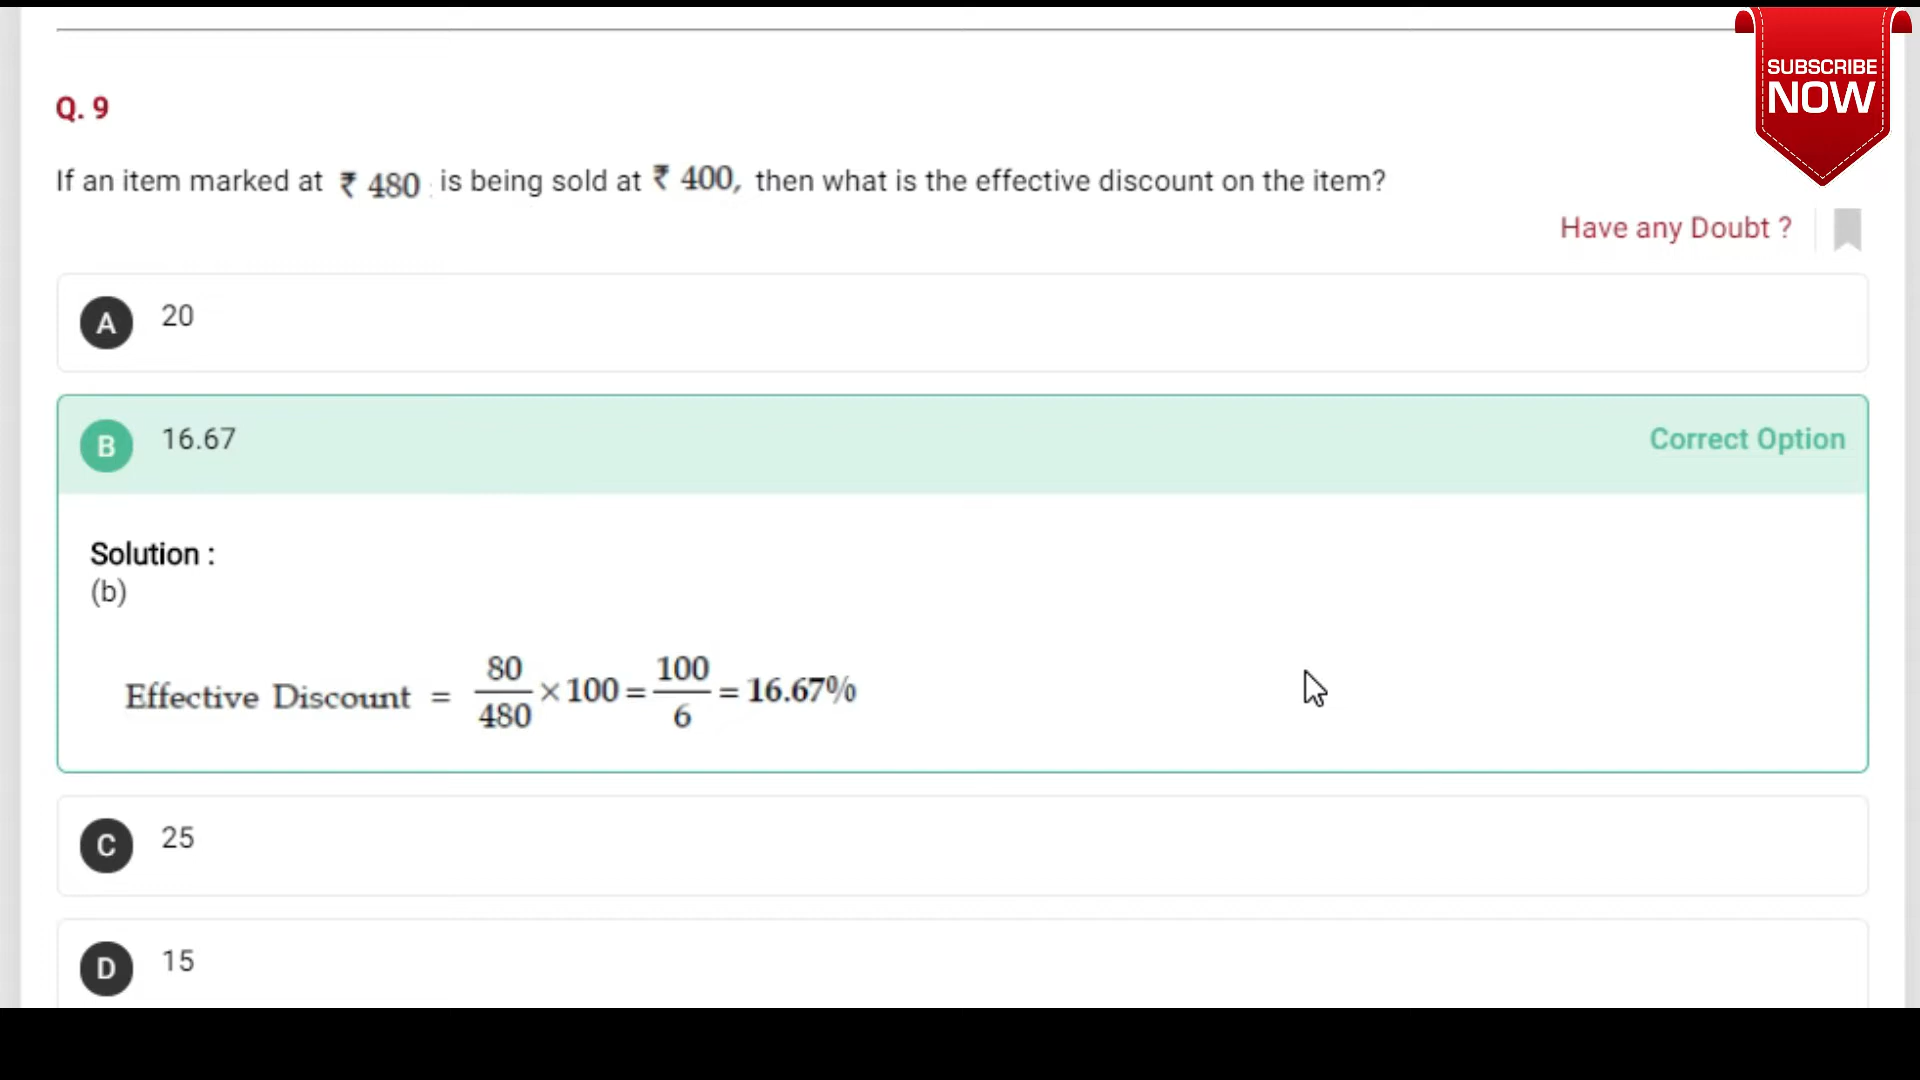 SUBSCRIBE
NOW
Q. 9
If an item marked at ₹ 480 is being sold at ₹ 400, then what is the effective discount on the item?
Have any Doubt ?
A 20
B 16.67 Correct Option
Solution :
(b)
Effective Discount = 80/480 × 100 = 100/6 = 16.67%
C 25
D 15